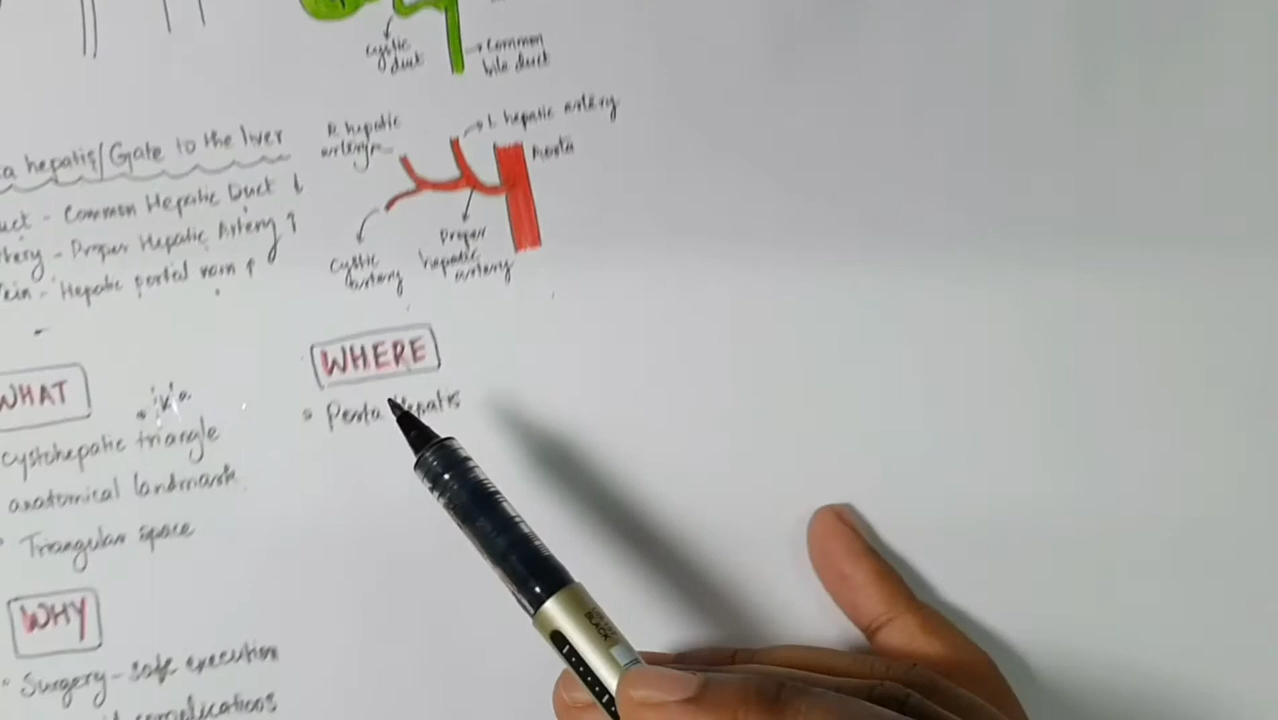 cystic
duct
Common
bile duct
R hepatic
artery
L hepatic artery
Aorta
a hepatis/Gate to the liver
uct - Common Hepatic Duct ↓
tery - Proper Hepatic Artery ↑
ein - Hepatic portal vein ↑
Cystic
artery
Proper
hepatic
artery
WHERE
Porta Hepatis
WHAT
cystohepatic triangle
anatomical landmark
Triangular space
WHY
Surgery - safe execution
complications
BLACK